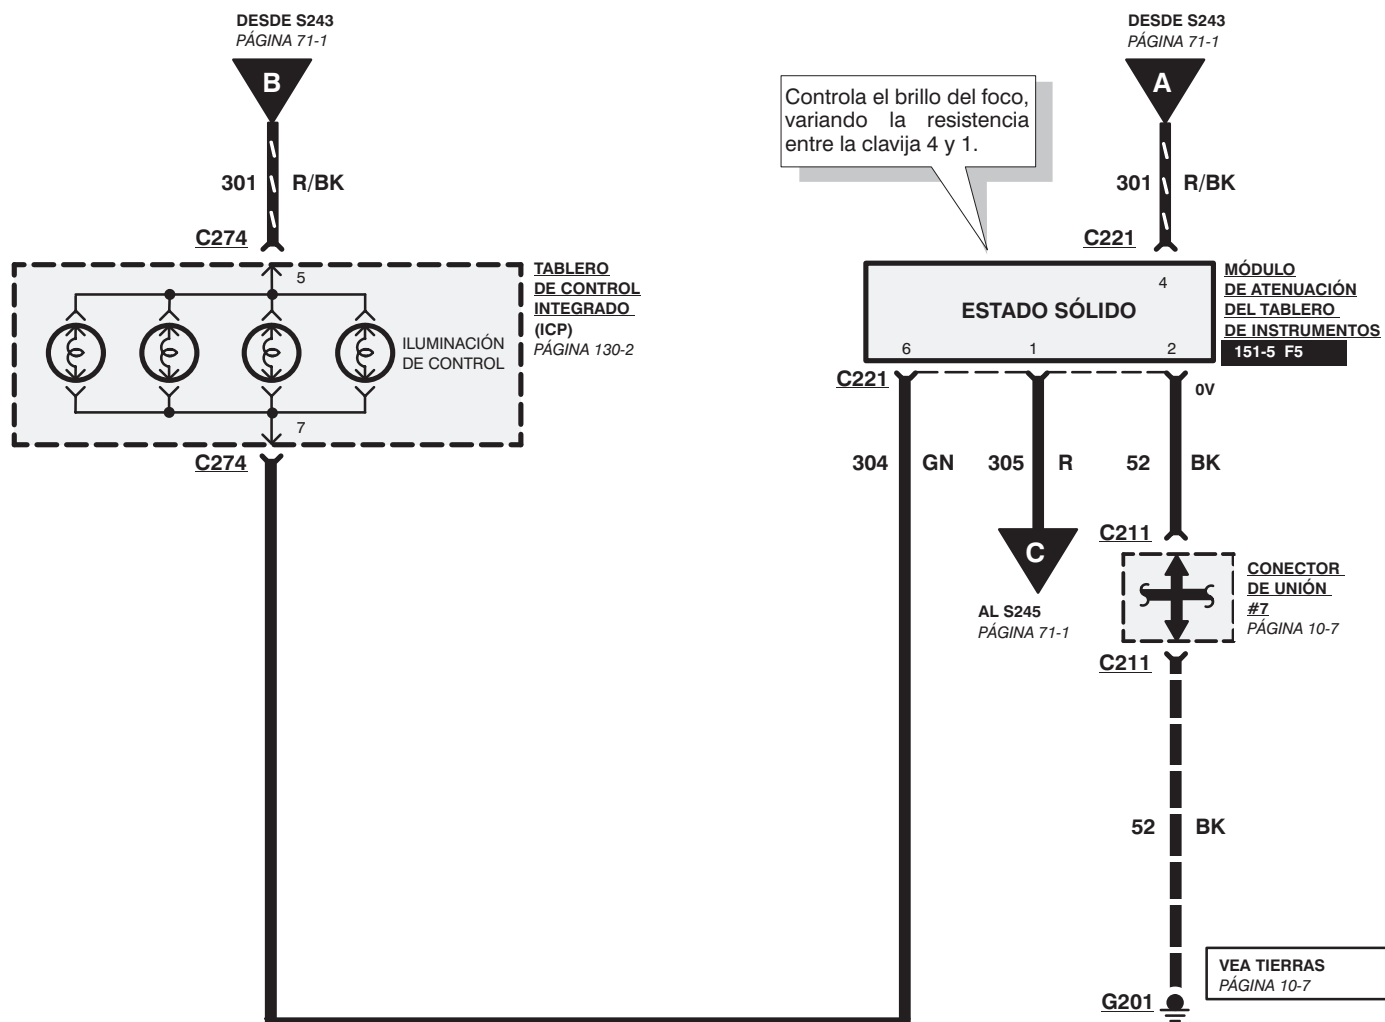 DESDE S243
PÁGINA 71-1
B
301 R/BK
C274
5
ILUMINACIÓN
DE CONTROL
7
C274
TABLERO
DE CONTROL
INTEGRADO
(ICP)
PÁGINA 130-2
Controla el brillo del foco,
variando la resistencia
entre la clavija 4 y 1.
DESDE S243
PÁGINA 71-1
A
301 R/BK
C221
4
ESTADO SÓLIDO
6 1 2
MÓDULO
DE ATENUACIÓN
DEL TABLERO
DE INSTRUMENTOS
151-5 F5
C221
0V
304 GN 305 R 52 BK
C
AL S245
PÁGINA 71-1
C211
CONECTOR
DE UNIÓN
#7
PÁGINA 10-7
C211
52 BK
VEA TIERRAS
PÁGINA 10-7
G201